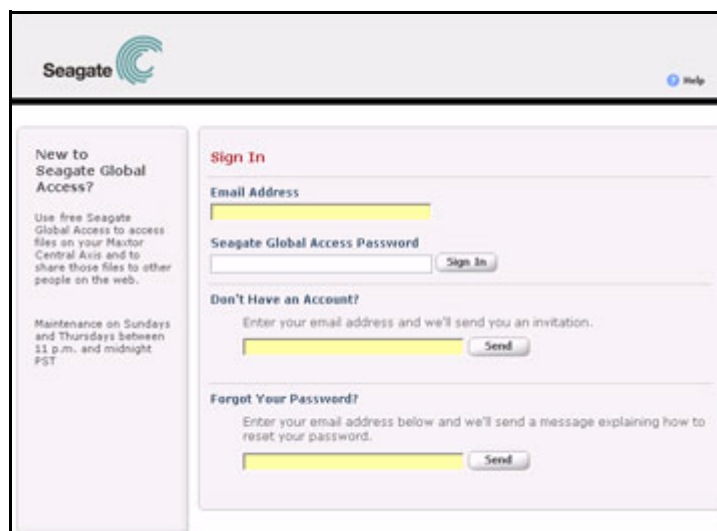 Seagate
Help
New to
Seagate Global
Access?
Use free Seagate
Global Access to access
files on your Maxtor
Central Axis and to
share those files to other
people on the web.
Maintenance on Sundays
and Thursdays between
11 p.m. and midnight
PST
Sign In
Email Address
Seagate Global Access Password
Sign In
Don't Have an Account?
Enter your email address and we'll send you an invitation.
Send
Forgot Your Password?
Enter your email address below and we'll send a message explaining how to
reset your password.
Send